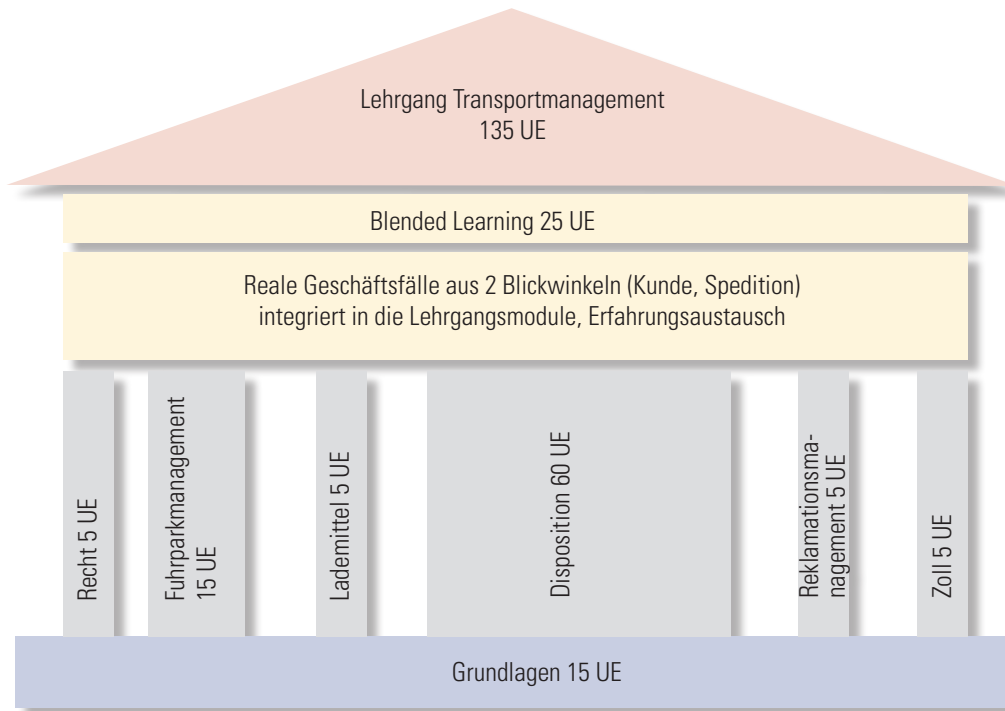 Lehrgang Transportmanagement
135 UE
Blended Learning 25 UE
Reale Geschäftsfälle aus 2 Blickwinkeln (Kunde, Spedition)
integriert in die Lehrgangsmodule, Erfahrungsaustausch
Recht 5 UE
Fuhrparkmanagement
15 UE
Lademittel 5 UE
Disposition 60 UE
Reklamationsma-
nagement 5 UE
Zoll 5 UE
Grundlagen 15 UE